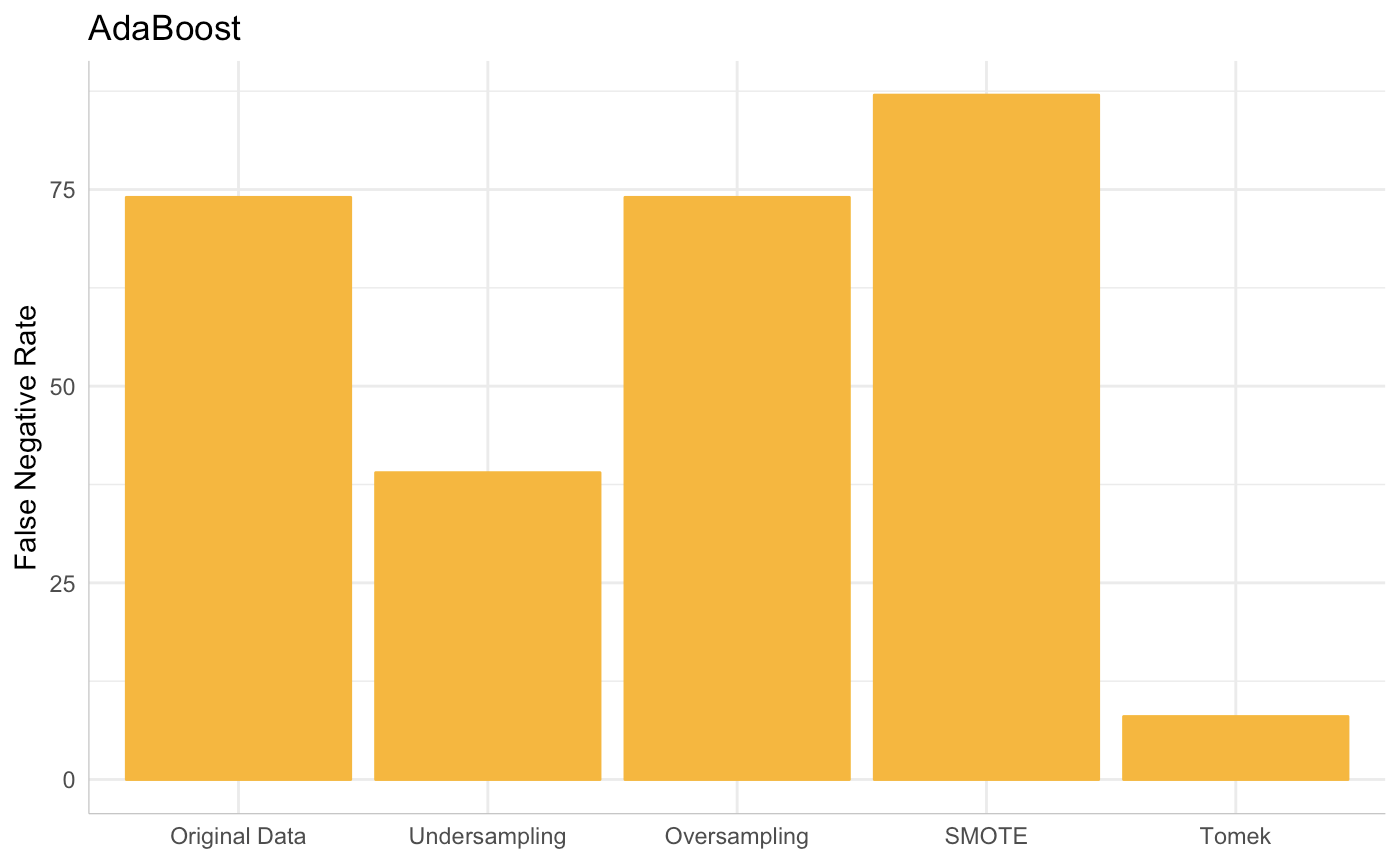 AdaBoost
False Negative Rate
75
50
25
0
Original Data
Undersampling
Oversampling
SMOTE
Tomek